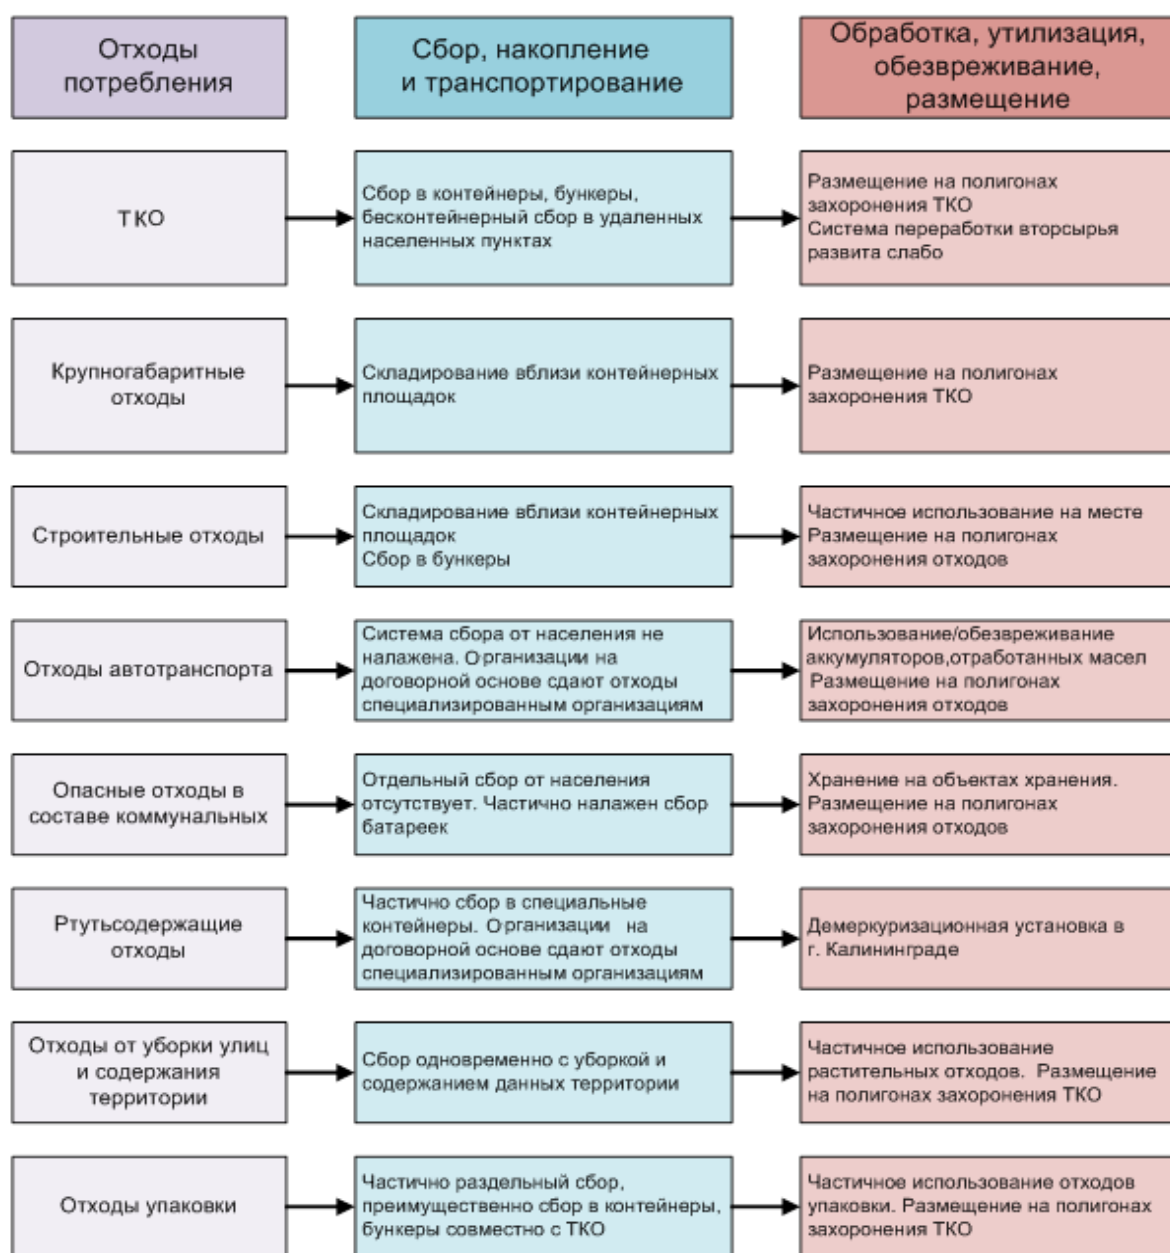 Отходы
потребления
Сбор, накопление
и транспортирование
Обработка, утилизация,
обезвреживание,
размещение
ТКО
Сбор в контейнеры, бункеры,
бесконтейнерный сбор в удаленных
населенных пунктах
Размещение на полигонах
захоронения ТКО
Система переработки вторсырья
развита слабо
Крупногабаритные
отходы
Складирование вблизи контейнерных
площадок
Размещение на полигонах
захоронения ТКО
Строительные отходы
Складирование вблизи контейнерных
площадок
Сбор в бункеры
Частичное использование на месте
Размещение на полигонах
захоронения отходов
Отходы автотранспорта
Система сбора от населения не
налажена. Организации на
договорной основе сдают отходы
специализированным организациям
Использование/обезвреживание
аккумуляторов,отработанных масел
Размещение на полигонах
захоронения отходов
Опасные отходы в
составе коммунальных
Отдельный сбор от населения
отсутствует. Частично налажен сбор
батареек
Хранение на объектах хранения.
Размещение на полигонах
захоронения отходов
Ртутьсодержащие
отходы
Частично сбор в специальные
контейнеры. Организации на
договорной основе сдают отходы
специализированным организациям
Демеркуризационная установка в
г. Калининграде
Отходы от уборки улиц
и содержания
территории
Сбор одновременно с уборкой и
содержанием данных территории
Частичное использование
растительных отходов. Размещение
на полигонах захоронения ТКО
Отходы упаковки
Частично раздельный сбор,
преимущественно сбор в контейнеры,
бункеры совместно с ТКО
Частичное использование отходов
упаковки. Размещение на полигонах
захоронения ТКО